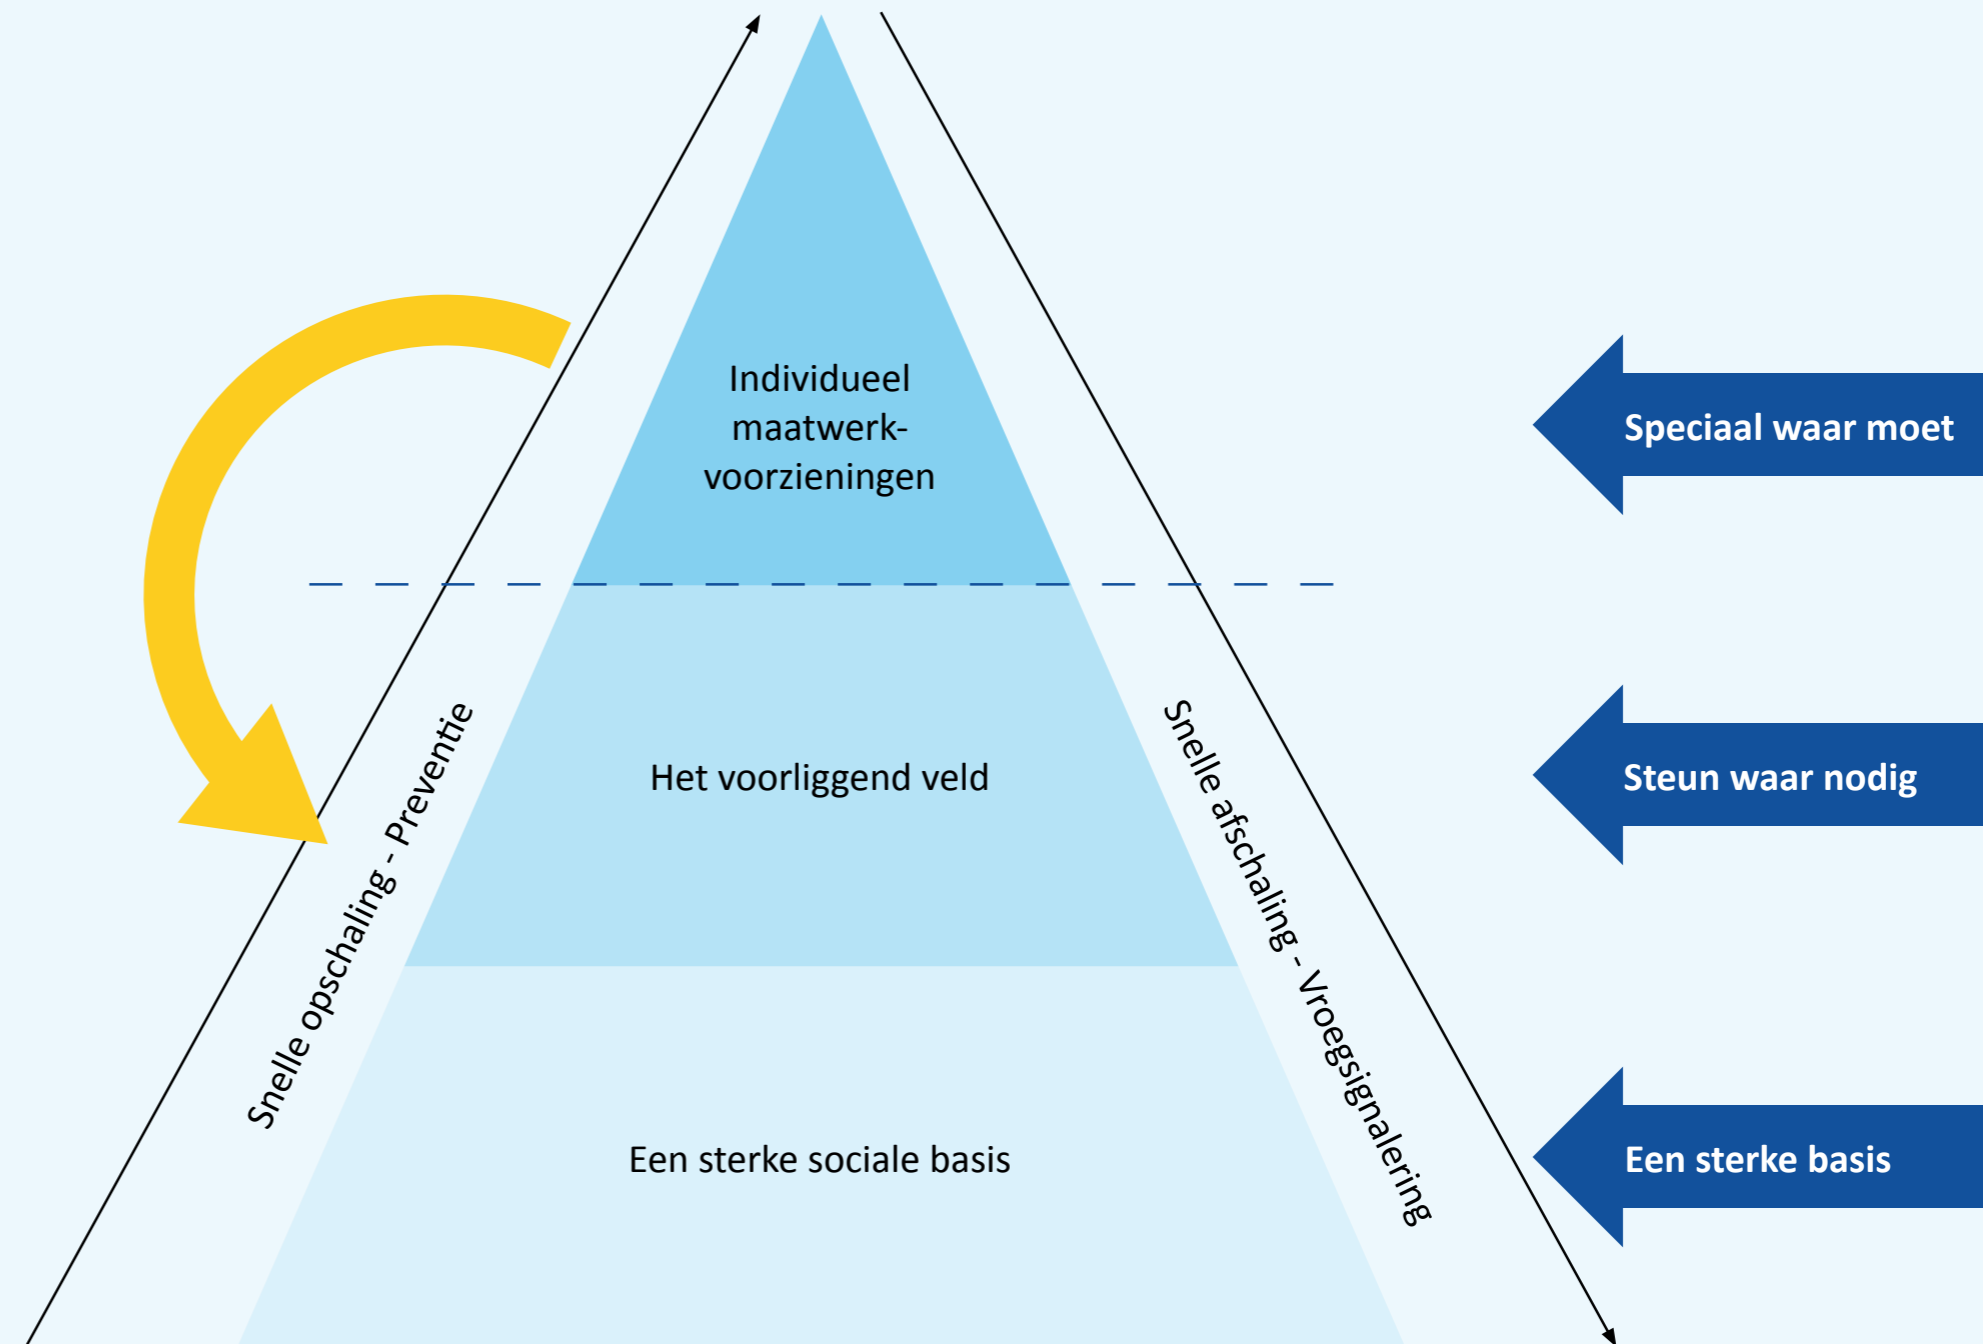 Individueel
maatwerk-
voorzieningen
Speciaal waar moet
Het voorliggend veld
Steun waar nodig
Snelle opschaling - Preventie
Snelle afschaling - Vroegsignalering
Een sterke sociale basis
Een sterke basis